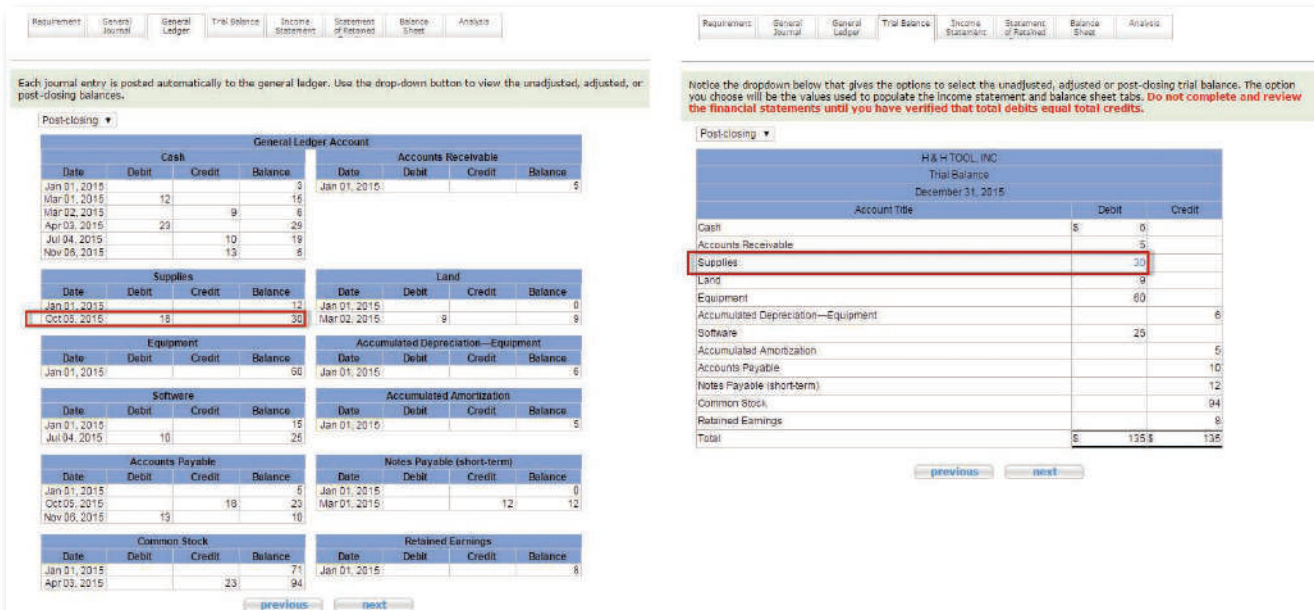 Requirement General Journal General Ledger Trial Balance Income Statement Statement of Retained Balance Sheet Analysis
Each journal entry is posted automatically to the general ledger. Use the drop-down button to view the unadjusted, adjusted, or
post-closing balances.
Post-closing
General Ledger Account
Cash Accounts Receivable
Date Debit Credit Balance Date Debit Credit Balance
Jan 01, 2015 3 Jan 01, 2015 5
Mar 01, 2015 12 15
Mar 02, 2015 9 6
Apr 03, 2015 23 29
Jul 04, 2015 10 19
Nov 06, 2015 13 6
Supplies Land
Date Debit Credit Balance Date Debit Credit Balance
Jan 01, 2015 12 Jan 01, 2015 0
Oct 05, 2015 18 30 Mar 02, 2015 9 9
Equipment Accumulated Depreciation—Equipment
Date Debit Credit Balance Date Debit Credit Balance
Jan 01, 2015 60 Jan 01, 2015 6
Software Accumulated Amortization
Date Debit Credit Balance Date Debit Credit Balance
Jan 01, 2015 15 Jan 01, 2015 5
Jul 04, 2015 10 25
Accounts Payable Notes Payable (short-term)
Date Debit Credit Balance Date Debit Credit Balance
Jan 01, 2015 5 Jan 01, 2015 0
Oct 05, 2015 18 23 Mar 01, 2015 12 12
Nov 06, 2015 13 10
Common Stock Retained Earnings
Date Debit Credit Balance Date Debit Credit Balance
Jan 01, 2015 71 Jan 01, 2015 8
Apr 03, 2015 23 94
previous next
Requirement General Journal General Ledger Trial Balance Income Statement Statement of Retained Balance Sheet Analysis
Notice the dropdown below that gives the options to select the unadjusted, adjusted or post-closing trial balance. The option
you choose will be the values used to populate the income statement and balance sheet tabs. Do not complete and review
the financial statements until you have verified that total debits equal total credits.
Post-closing
H & H TOOL, INC
Trial Balance
December 31, 2015
Account Title Debit Credit
Cash $ 6
Accounts Receivable 5
Supplies 30
Land 9
Equipment 60
Accumulated Depreciation—Equipment 6
Software 25
Accumulated Amortization 5
Accounts Payable 10
Notes Payable (short-term) 12
Common Stock 94
Retained Earnings 8
Total $ 135 $ 135
previous next